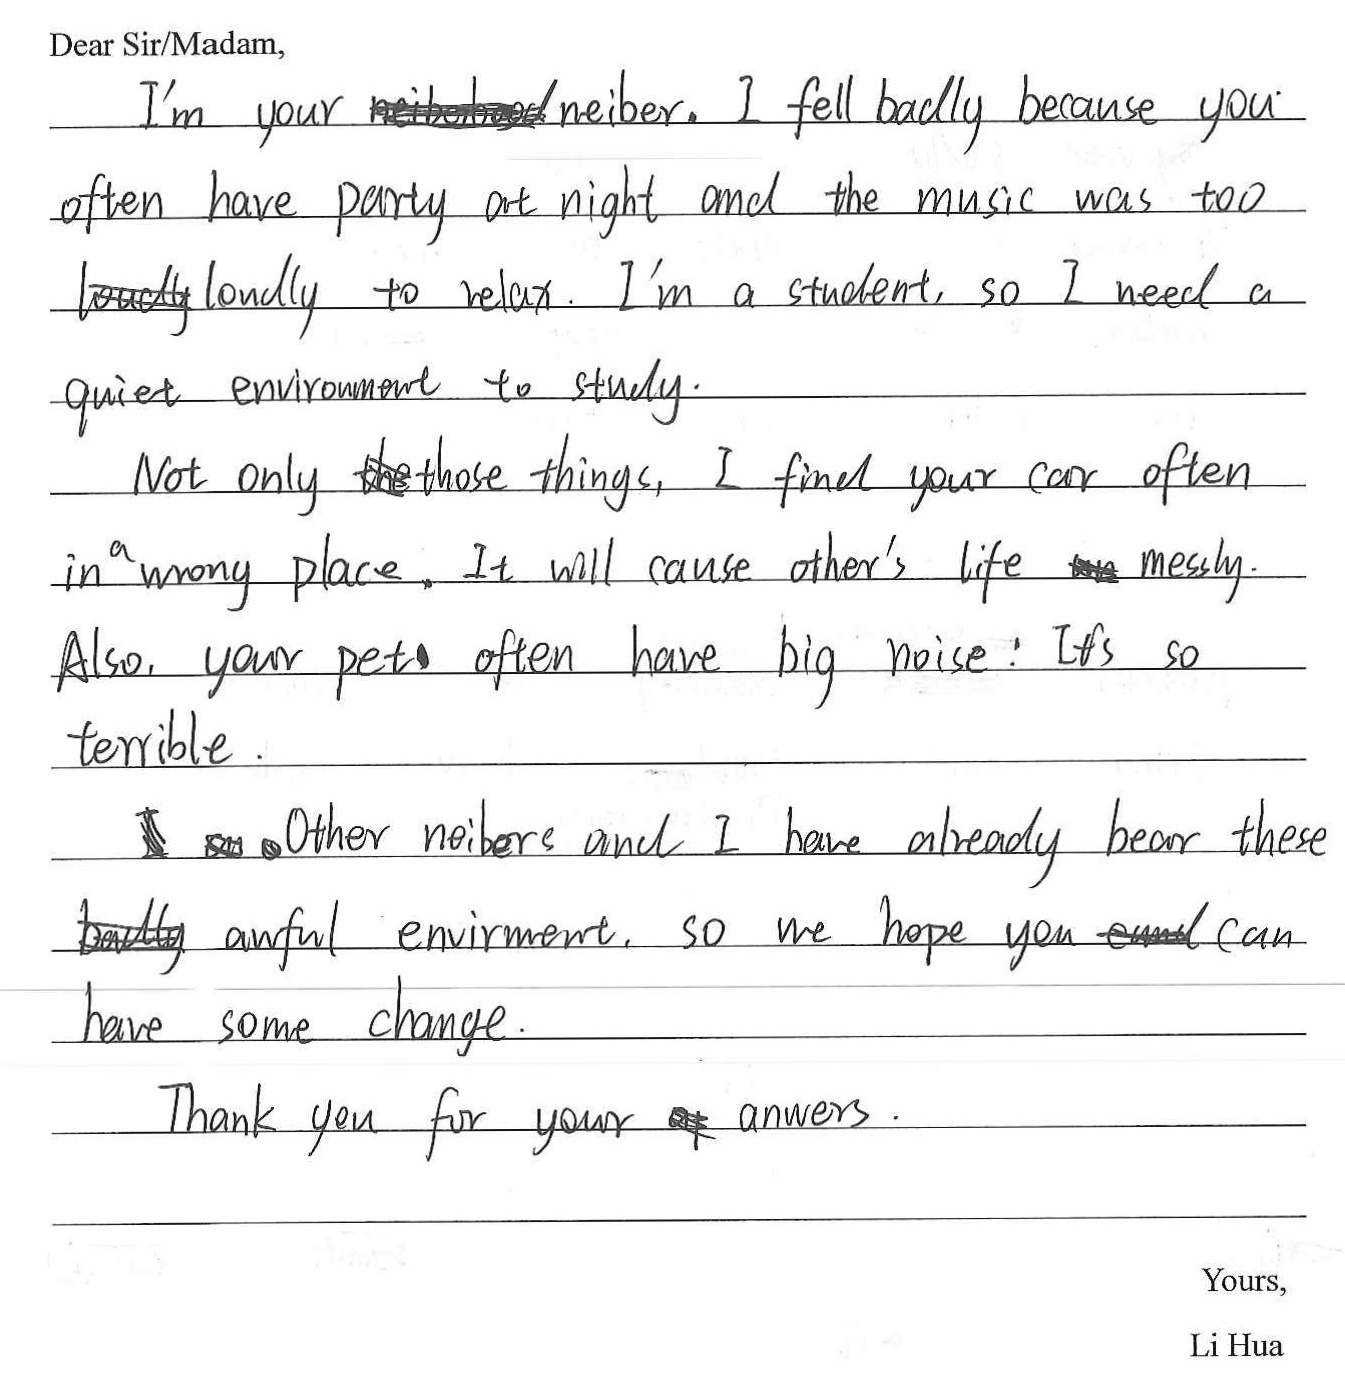 Dear Sir/Madam,
I'm your neiber. I fell badly because you
often have party at night and the music was too
londly to relax. I'm a student, so I need a
quiet environment to study.
Not only those things, I find your car often
in a wrong place. It will cause other's life messly.
Also, your pets often have big noise! It's so
terrible.
Other neibers and I have already bear these
awful envirment, so we hope you can
have some change.
Thank you for your anwers.
Yours,
Li Hua